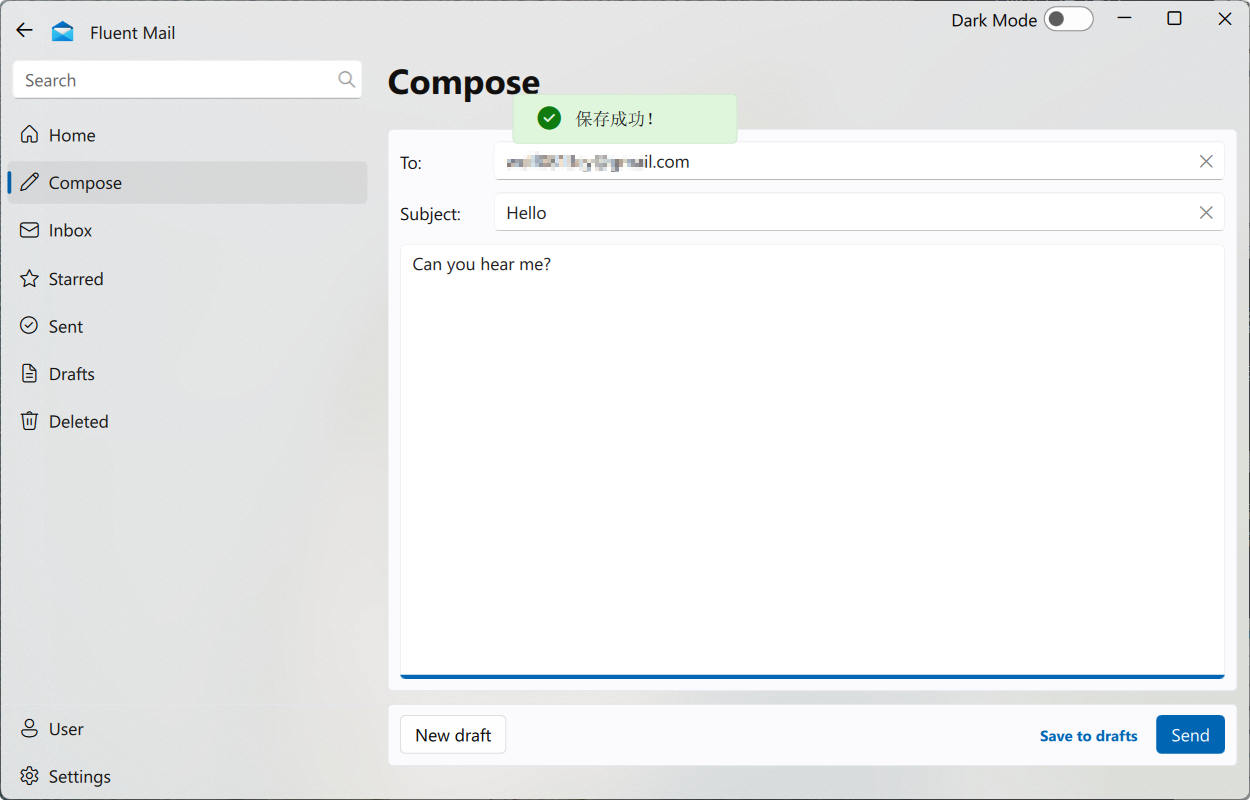 Fluent Mail
Dark Mode
Search
Home
Compose
Inbox
Starred
Sent
Drafts
Deleted
User
Settings
Compose
保存成功！
To:
il.com
Subject:
Hello
Can you hear me?
New draft
Save to drafts
Send